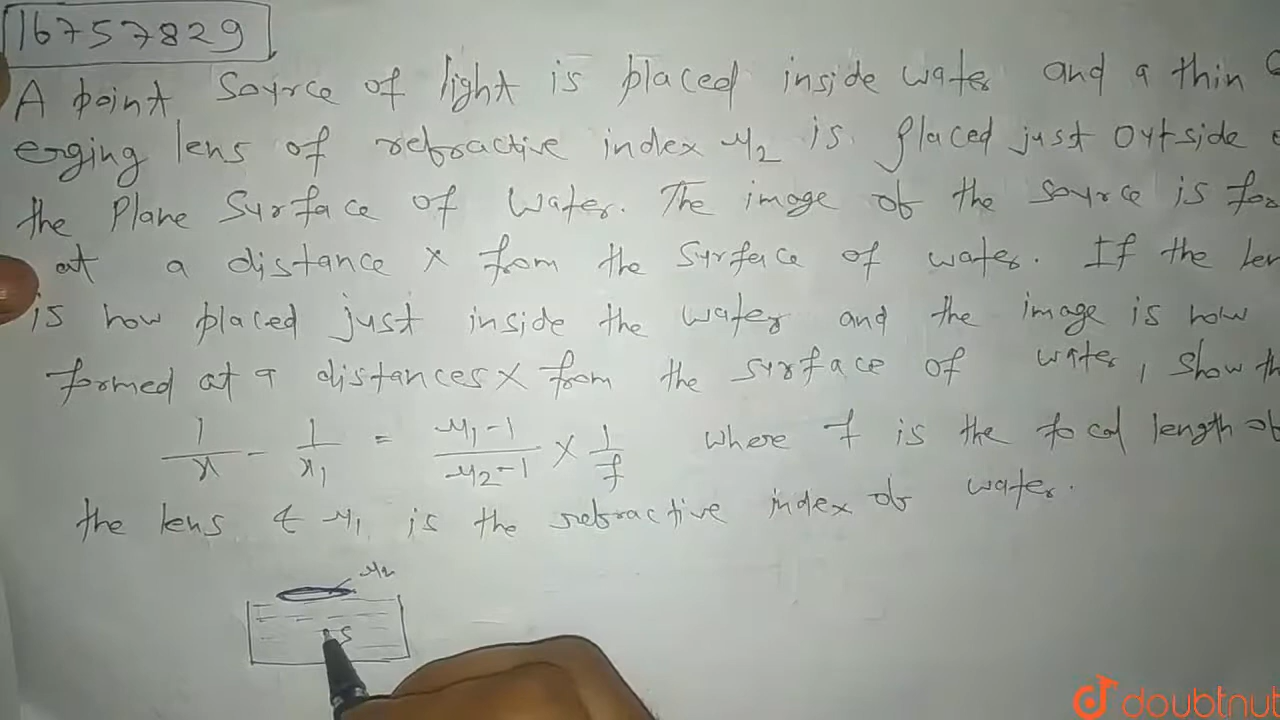 16757829
A point Soyrce of light is placed inside water and a thin
erging lens of refractive index μ2 is placed just Outside
the Plane Surface of Water. The image of the soyrce is for
at a distance x from the Surface of water. If the len
is now placed just inside the water and the image is now
formed at a distances x from the surface of water, show th
1/x - 1/x1 = μ1-1/μ2-1 × 1/f where f is the focal length of
the lens & μ1 is the refractive index of water.
μ2
S
doubtnut